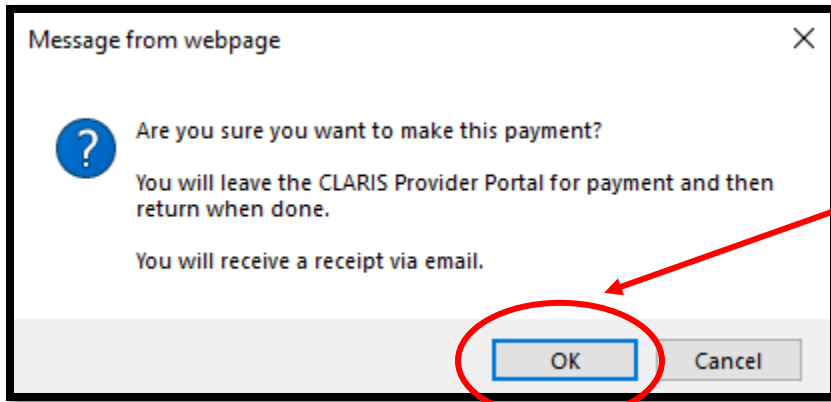 Message from webpage
Are you sure you want to make this payment?
You will leave the CLARIS Provider Portal for payment and then
return when done.
You will receive a receipt via email.
OK
Cancel